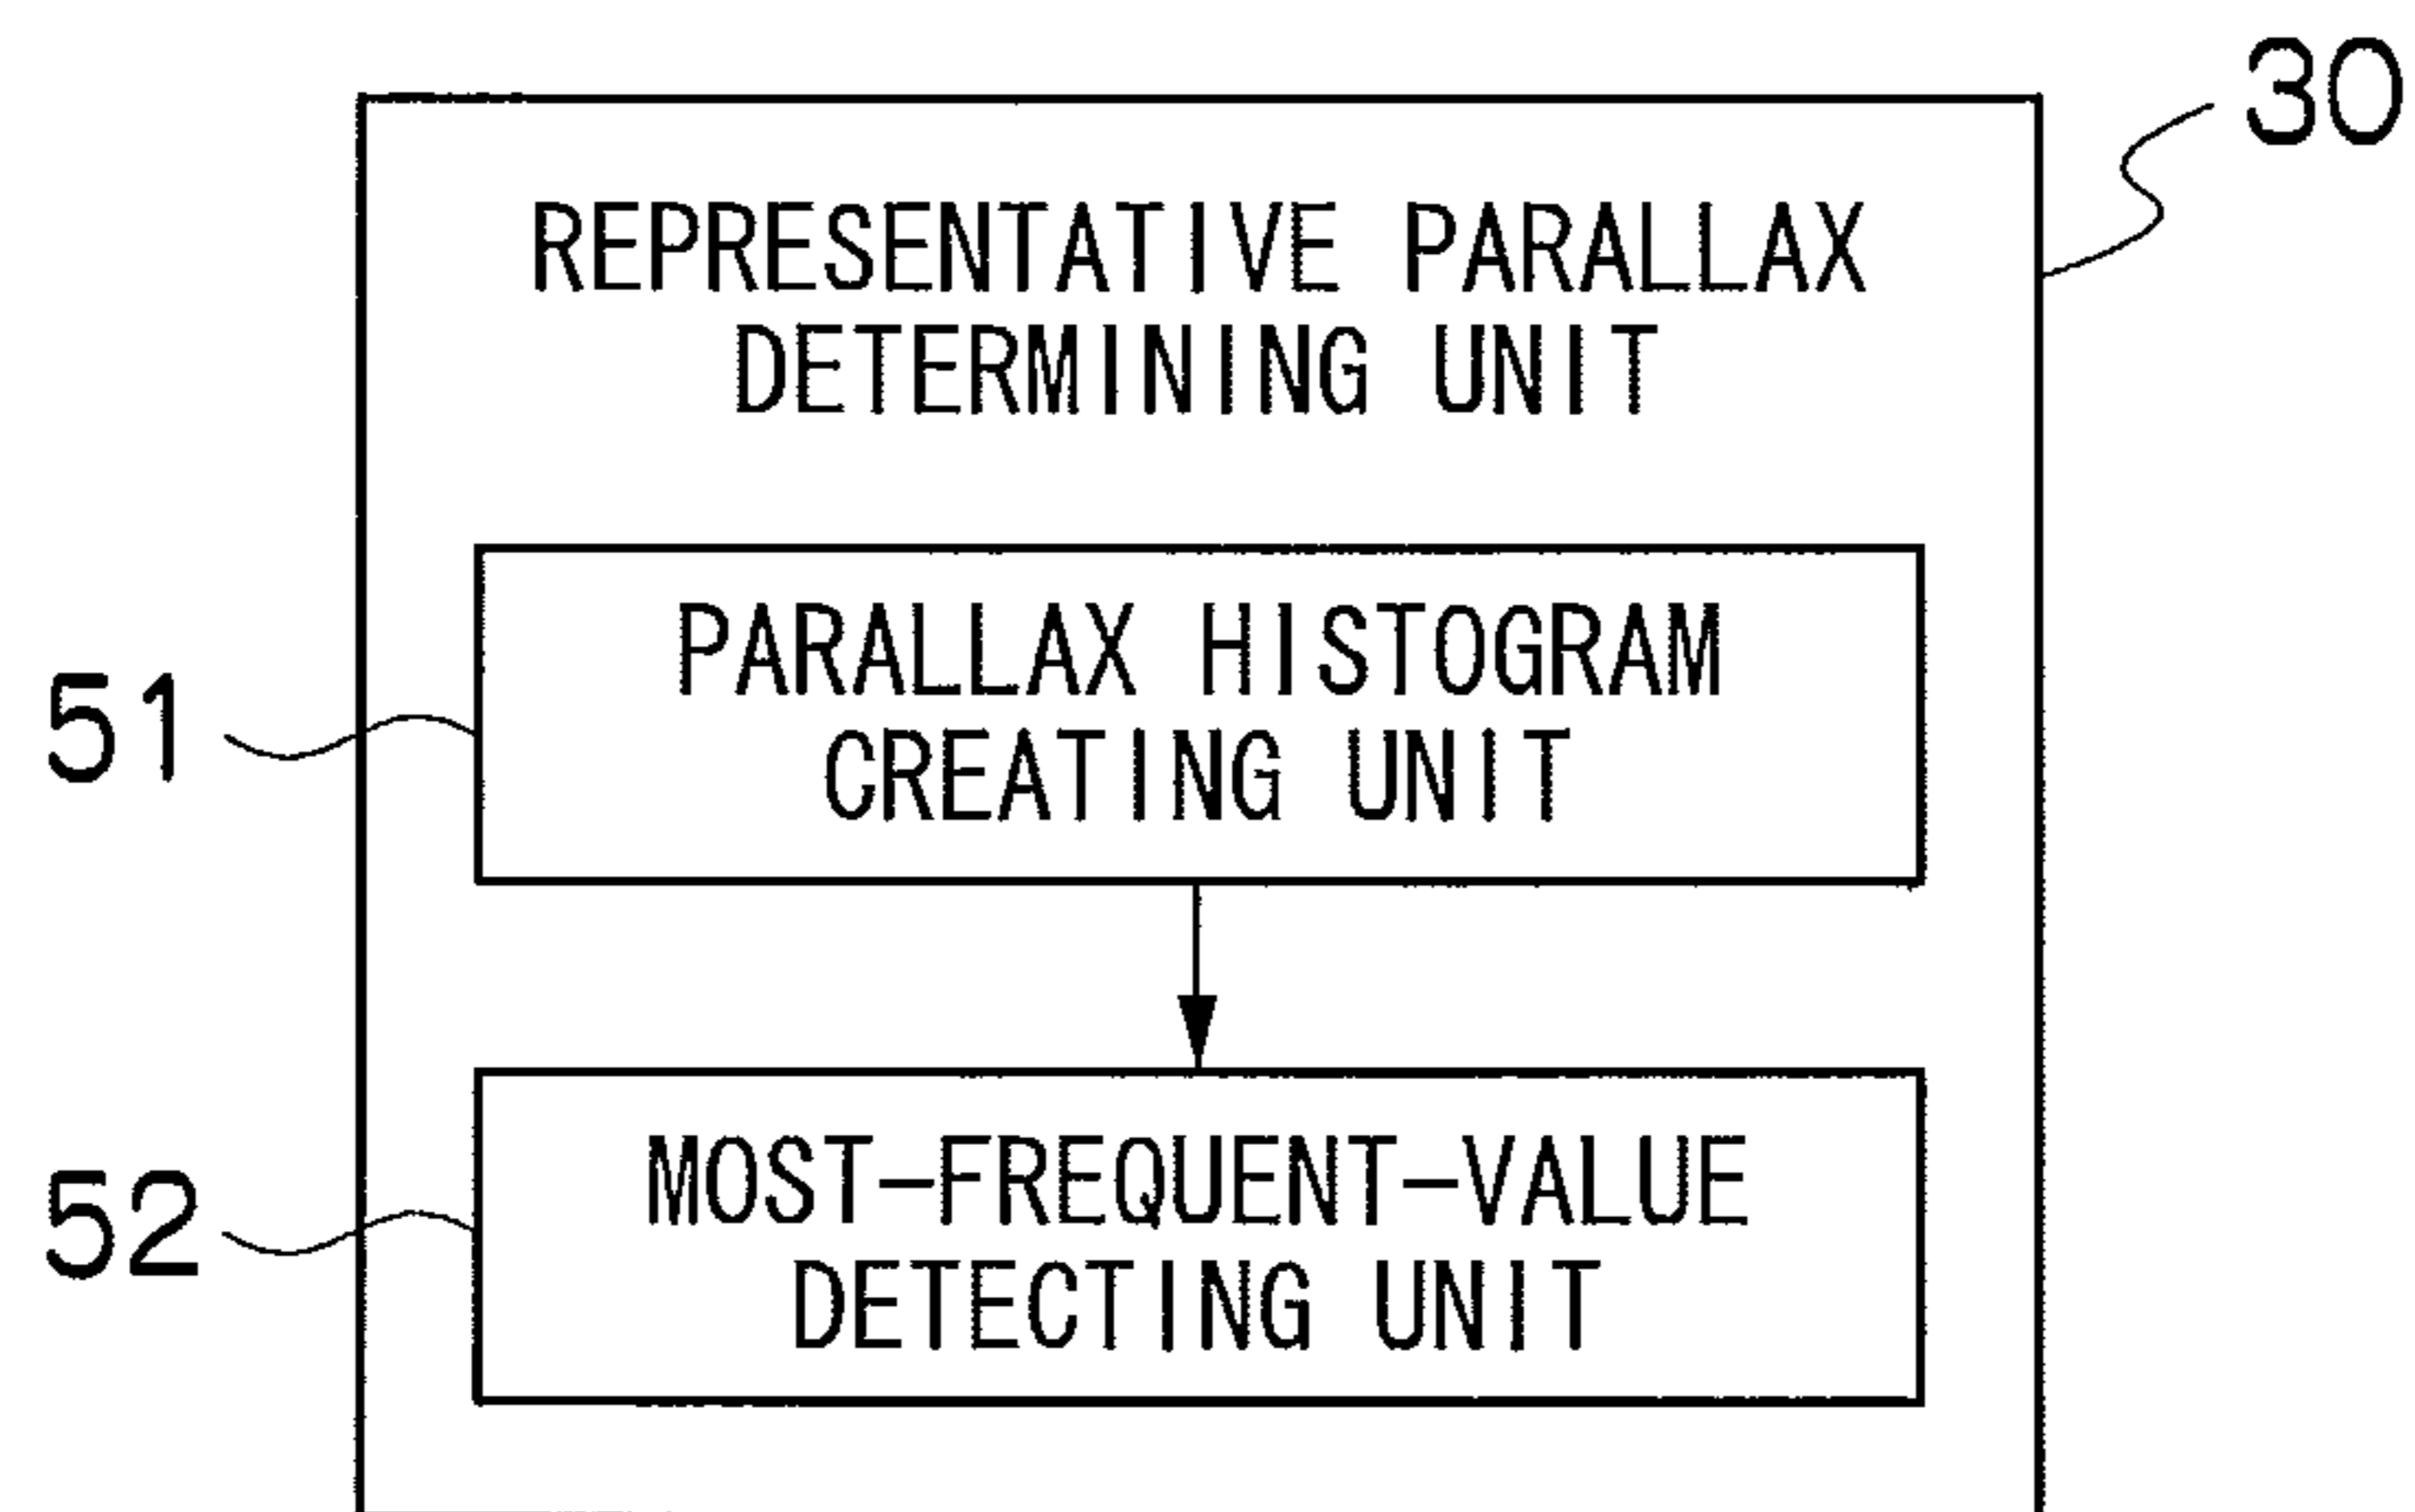 30
REPRESENTATIVE PARALLAX
DETERMINING UNIT
PARALLAX HISTOGRAM
CREATING UNIT
51
MOST-FREQUENT-VALUE
DETECTING UNIT
52